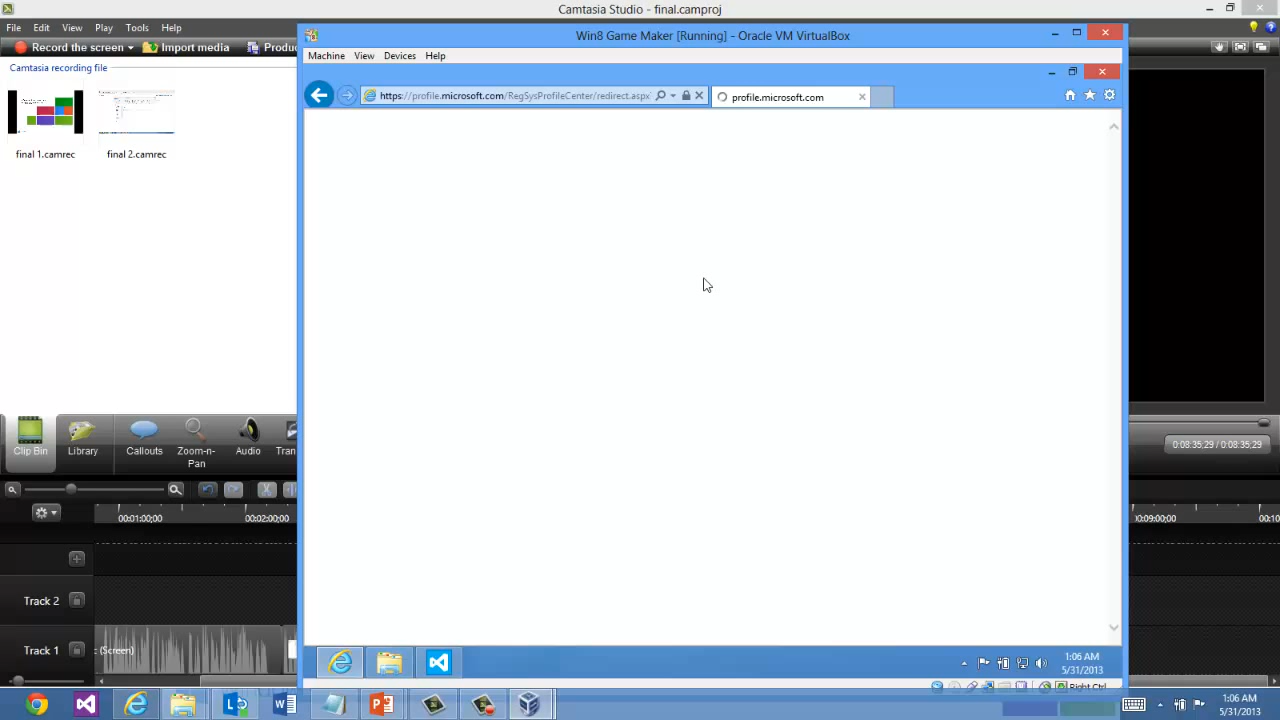 Camtasia Studio - final.camproj
File Edit View Play Tools Help
Record the screen Import media Produ
Camtasia recording file
final 1.camrec final 2.camrec
Win8 Game Maker [Running] - Oracle VM VirtualBox
Machine View Devices Help
https://profile.microsoft.com/RegSysProfileCenter/redirect.aspx profile.microsoft.com
Clip Bin Library Callouts Zoom-n-Pan Audio Tran
0:08:35;29 / 0:08:35;29
00:01:00;00 00:02:00;00 0:09:00;00 00:10
Track 2
Track 1 c (Screen)
1:06 AM
5/31/2013
Right Ctrl
1:06 AM
5/31/2013